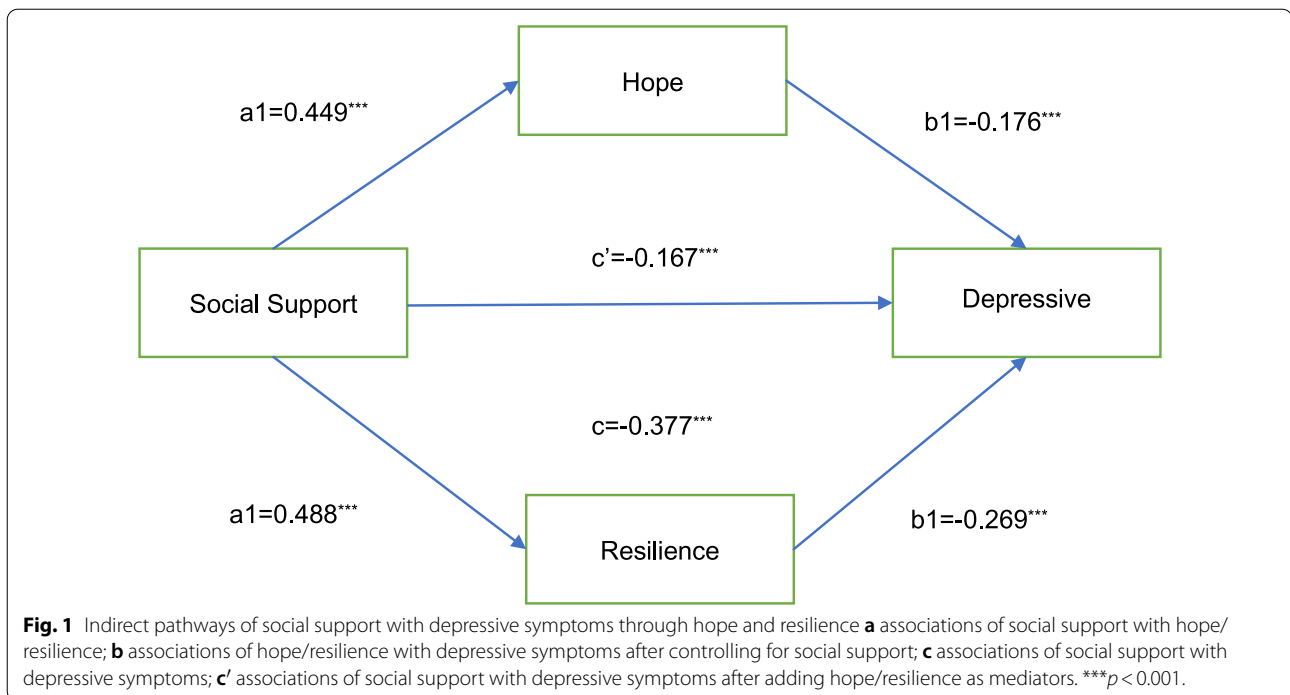 Hope
a1=0.449***
b1=-0.176***
c’=-0.167***
Social Support
Depressive
c=-0.377***
a1=0.488***
b1=-0.269***
Resilience
Fig. 1 Indirect pathways of social support with depressive symptoms through hope and resilience a associations of social support with hope/
resilience; b associations of hope/resilience with depressive symptoms after controlling for social support; c associations of social support with
depressive symptoms; c′ associations of social support with depressive symptoms after adding hope/resilience as mediators. ***p < 0.001.